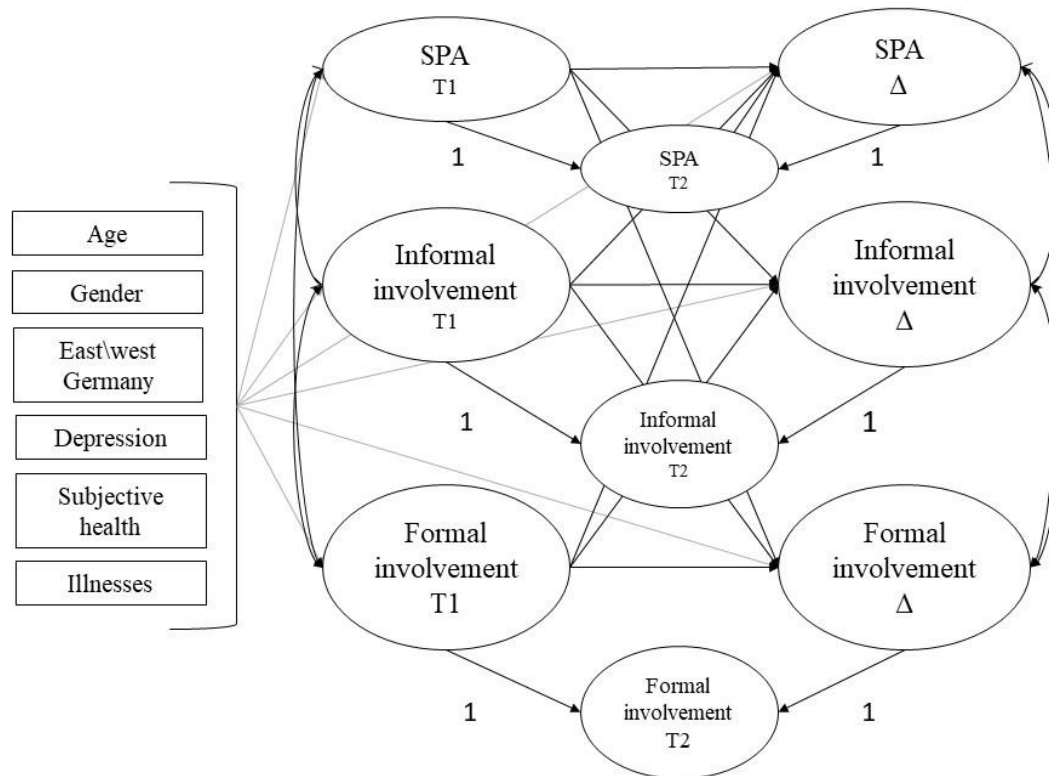 Age
Gender
East\west
Germany
Depression
Subjective
health
Illnesses
SPA
T1
SPA
Δ
1
SPA
T2
1
Informal
involvement
T1
Informal
involvement
Δ
1
Informal
involvement
T2
1
Formal
involvement
T1
Formal
involvement
Δ
1
Formal
involvement
T2
1